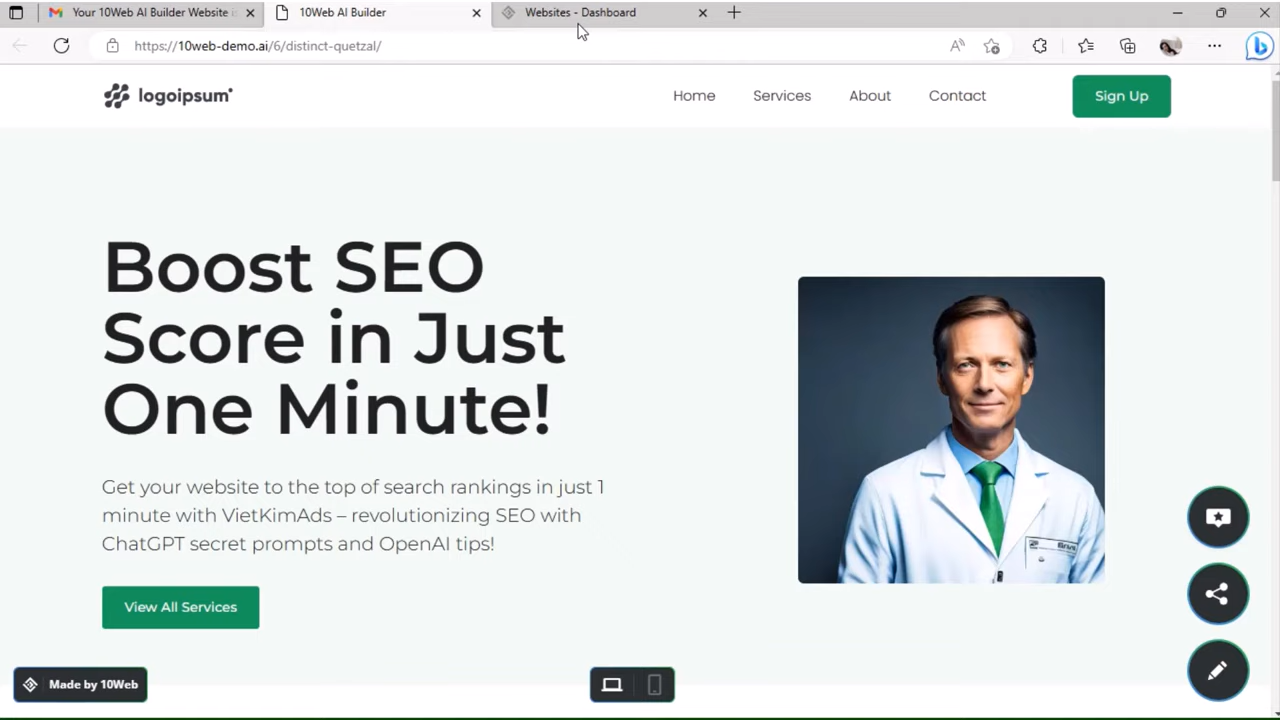 Your 10Web AI Builder Website i
10Web AI Builder
Websites - Dashboard
https://10web-demo.ai/6/distinct-quetzal/
logoipsum
Home
Services
About
Contact
Sign Up
Boost SEO
Score in Just
One Minute!
Get your website to the top of search rankings in just 1
minute with VietKimAds – revolutionizing SEO with
ChatGPT secret prompts and OpenAI tips!
View All Services
Made by 10Web